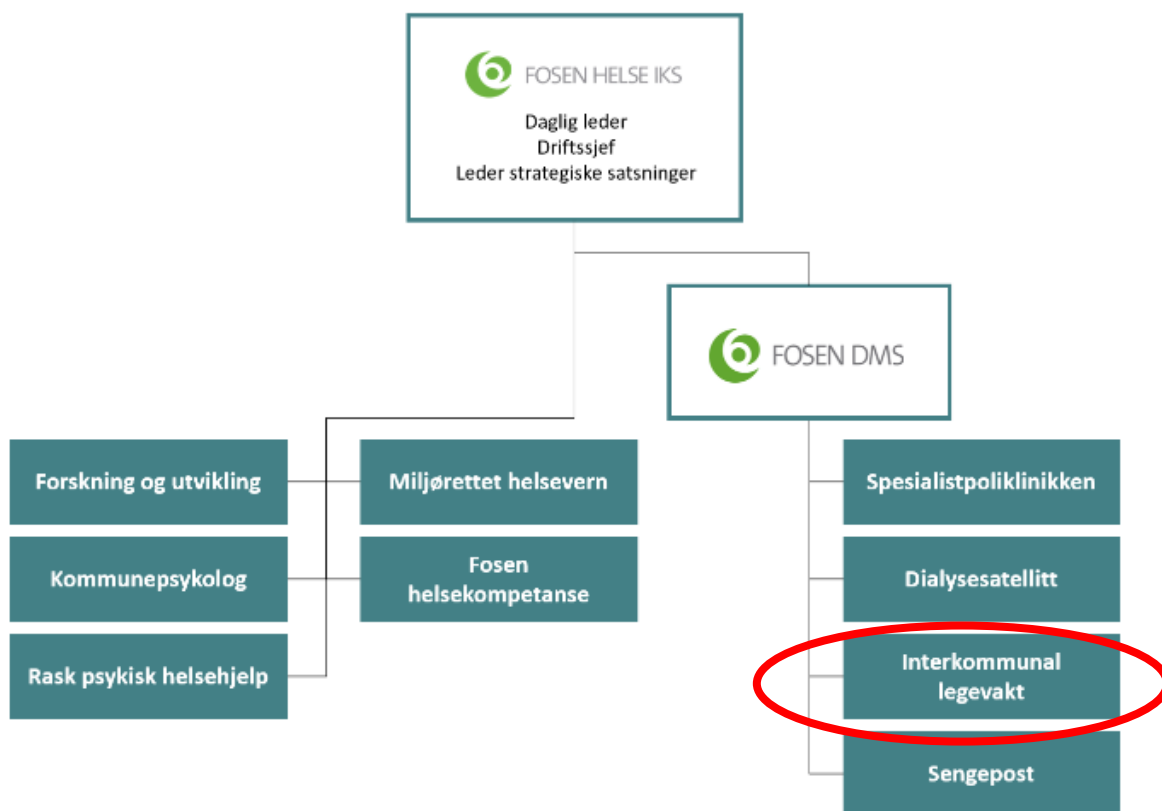 FOSEN HELSE IKS
Daglig leder
Driftssjef
Leder strategiske satsninger
FOSEN DMS
Forskning og utvikling
Miljørettet helsevern
Spesialistpoliklinikken
Kommunepsykolog
Fosen
helsekompetanse
Dialysesatellitt
Rask psykisk helsehjelp
Interkommunal
legevakt
Sengepost